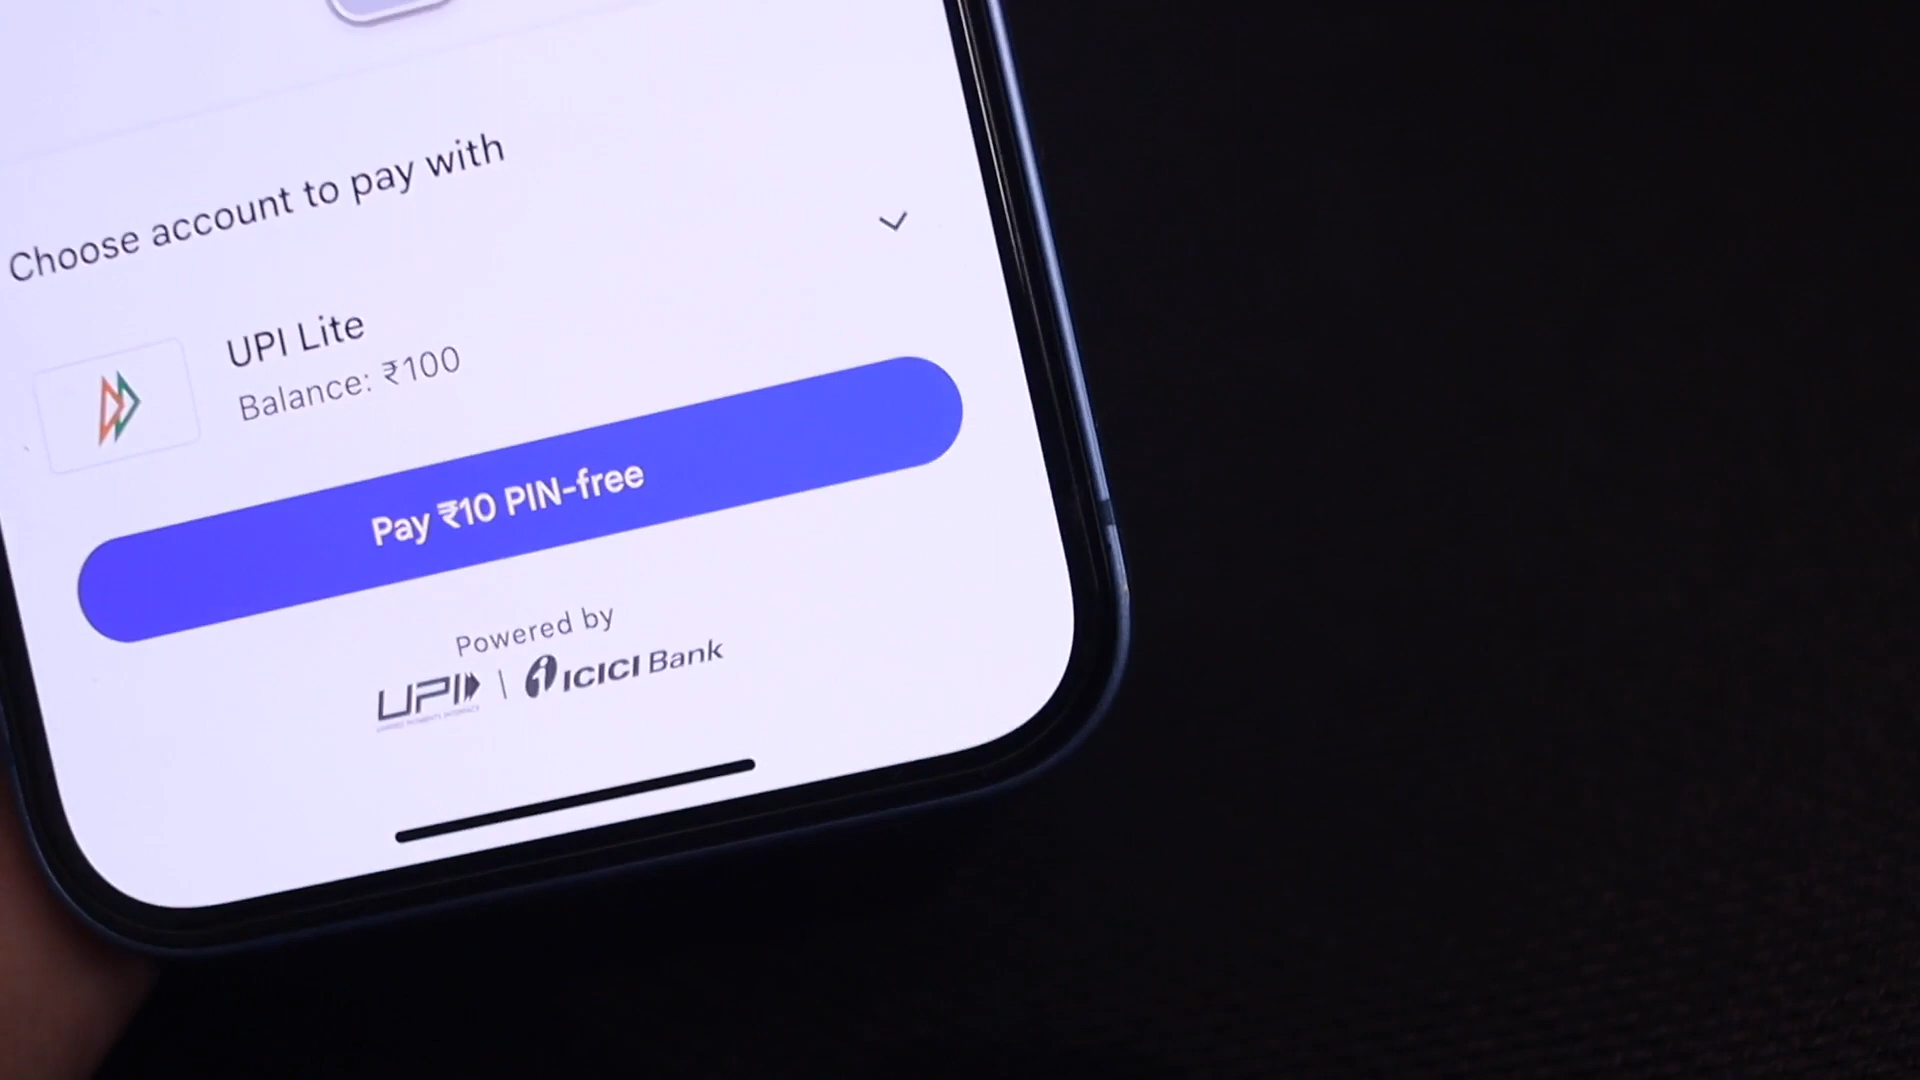 Choose account to pay with
UPI Lite
Balance: ₹100
Pay ₹10 PIN-free
Powered by
UPI | ICICI Bank